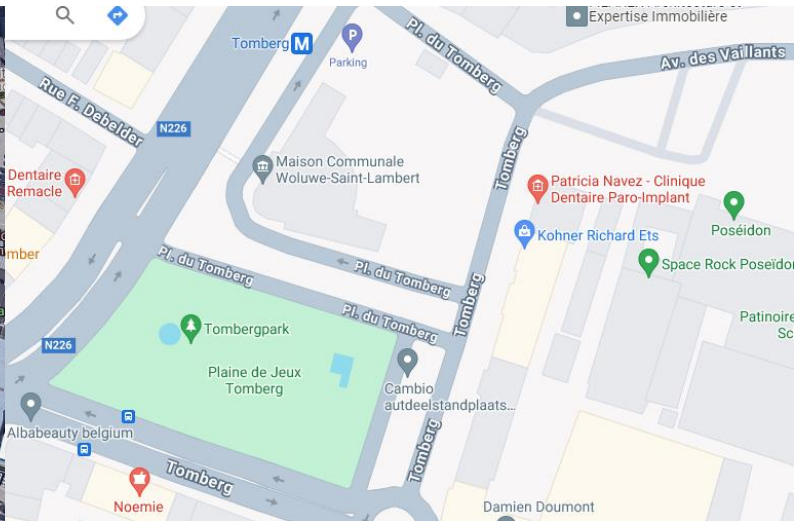 Expertise Immobilière
Pl. du Tomberg
Tomberg
M
P
Parking
Av. des Vaillants
Rue F. Debelder
N226
Maison Communale
Woluwe-Saint-Lambert
Tomberg
Dentaire
Remacle
Patricia Navez - Clinique
Dentaire Paro-Implant
Poséidon
Kohner Richard Ets
mber
Pl. du Tomberg
Pl. du Tomberg
Space Rock Poseïdon
Tomberg
Pl. du Tomberg
Patinoire
Sc
Tombergpark
N226
Plaine de Jeux
Tomberg
Cambio
autdeelstandplaats...
Albabeauty belgium
Tomberg
Tomberg
Noemie
Damien Doumont